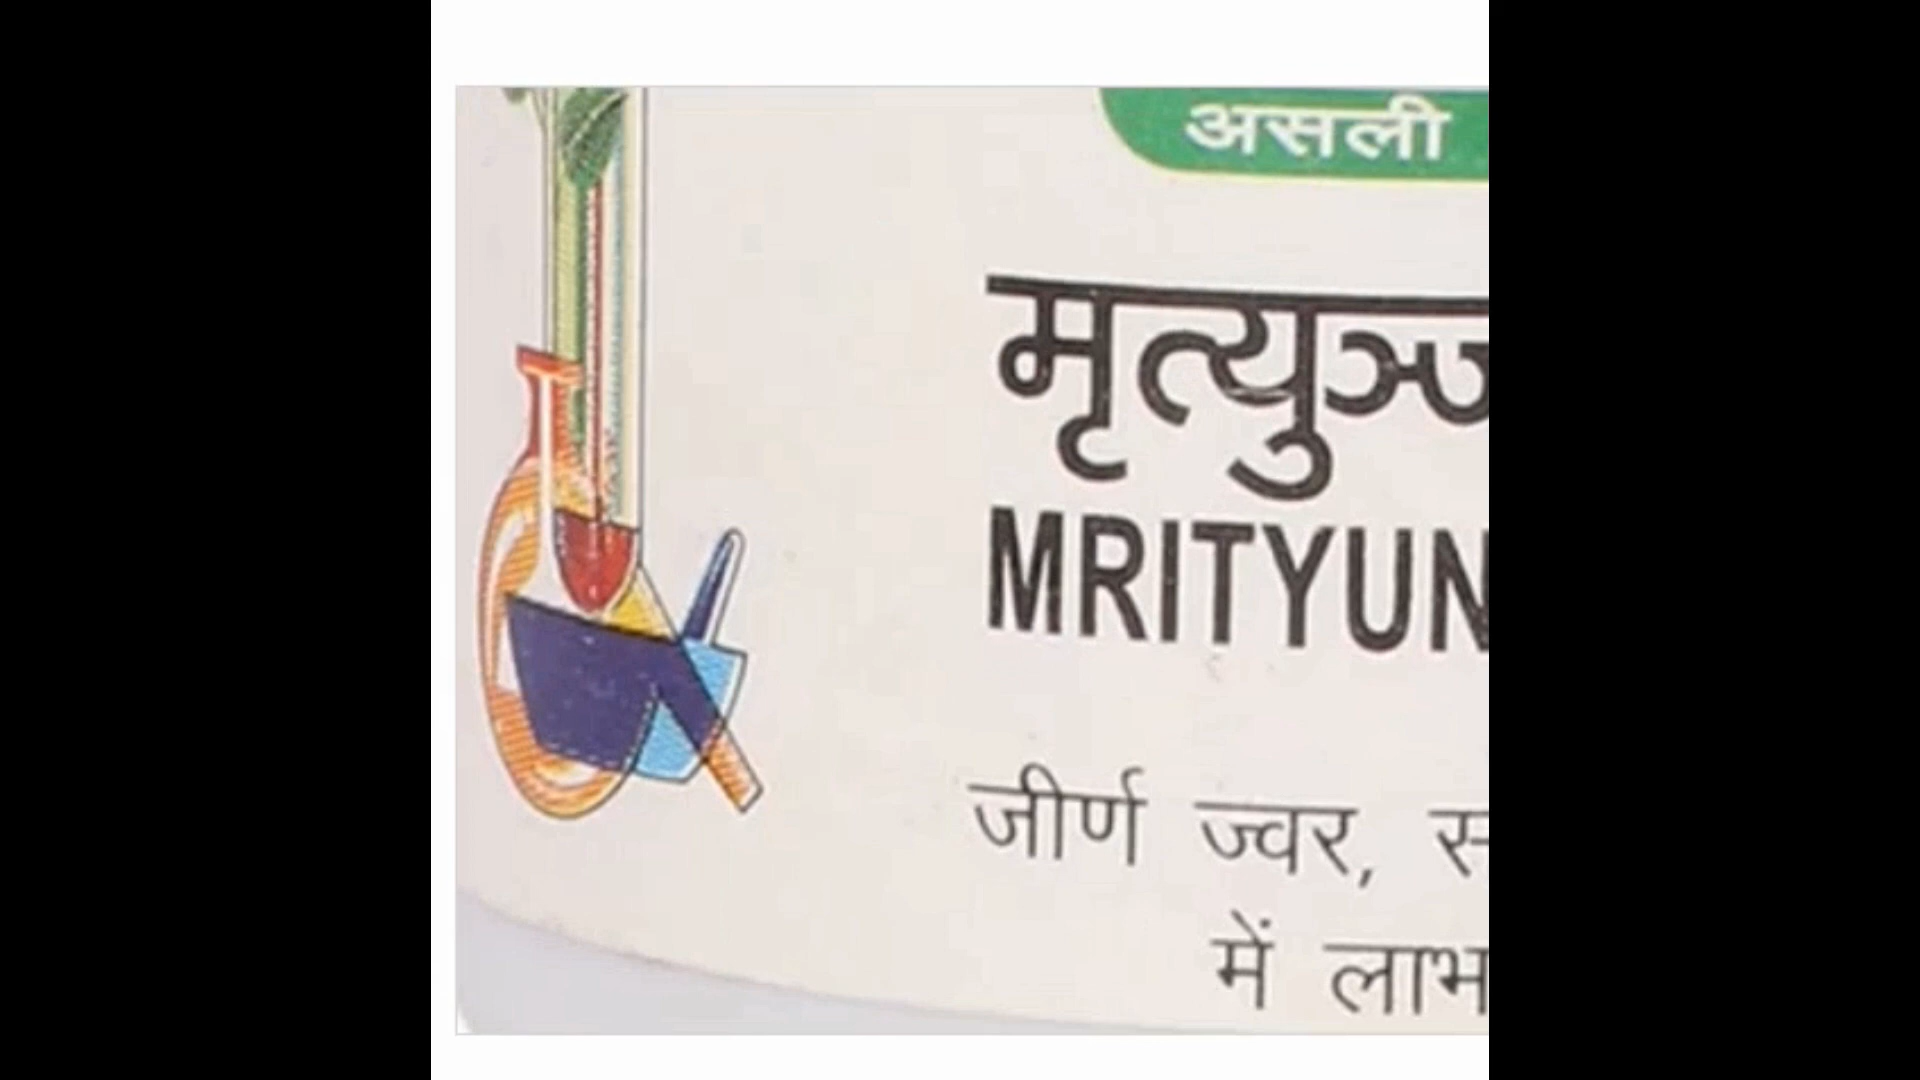 असली
मृत्युञ्ज
MRITYUN
जीर्ण ज्वर, स
में लाभ